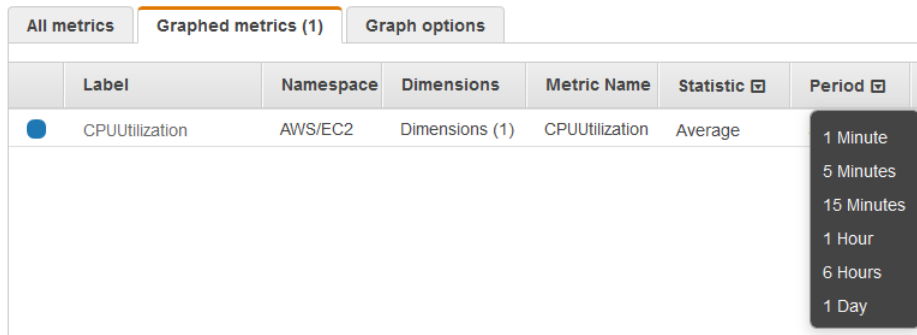 All metrics Graphed metrics (1) Graph options
Label Namespace Dimensions Metric Name Statistic Period
CPUUtilization AWS/EC2 Dimensions (1) CPUUtilization Average
1 Minute
5 Minutes
15 Minutes
1 Hour
6 Hours
1 Day